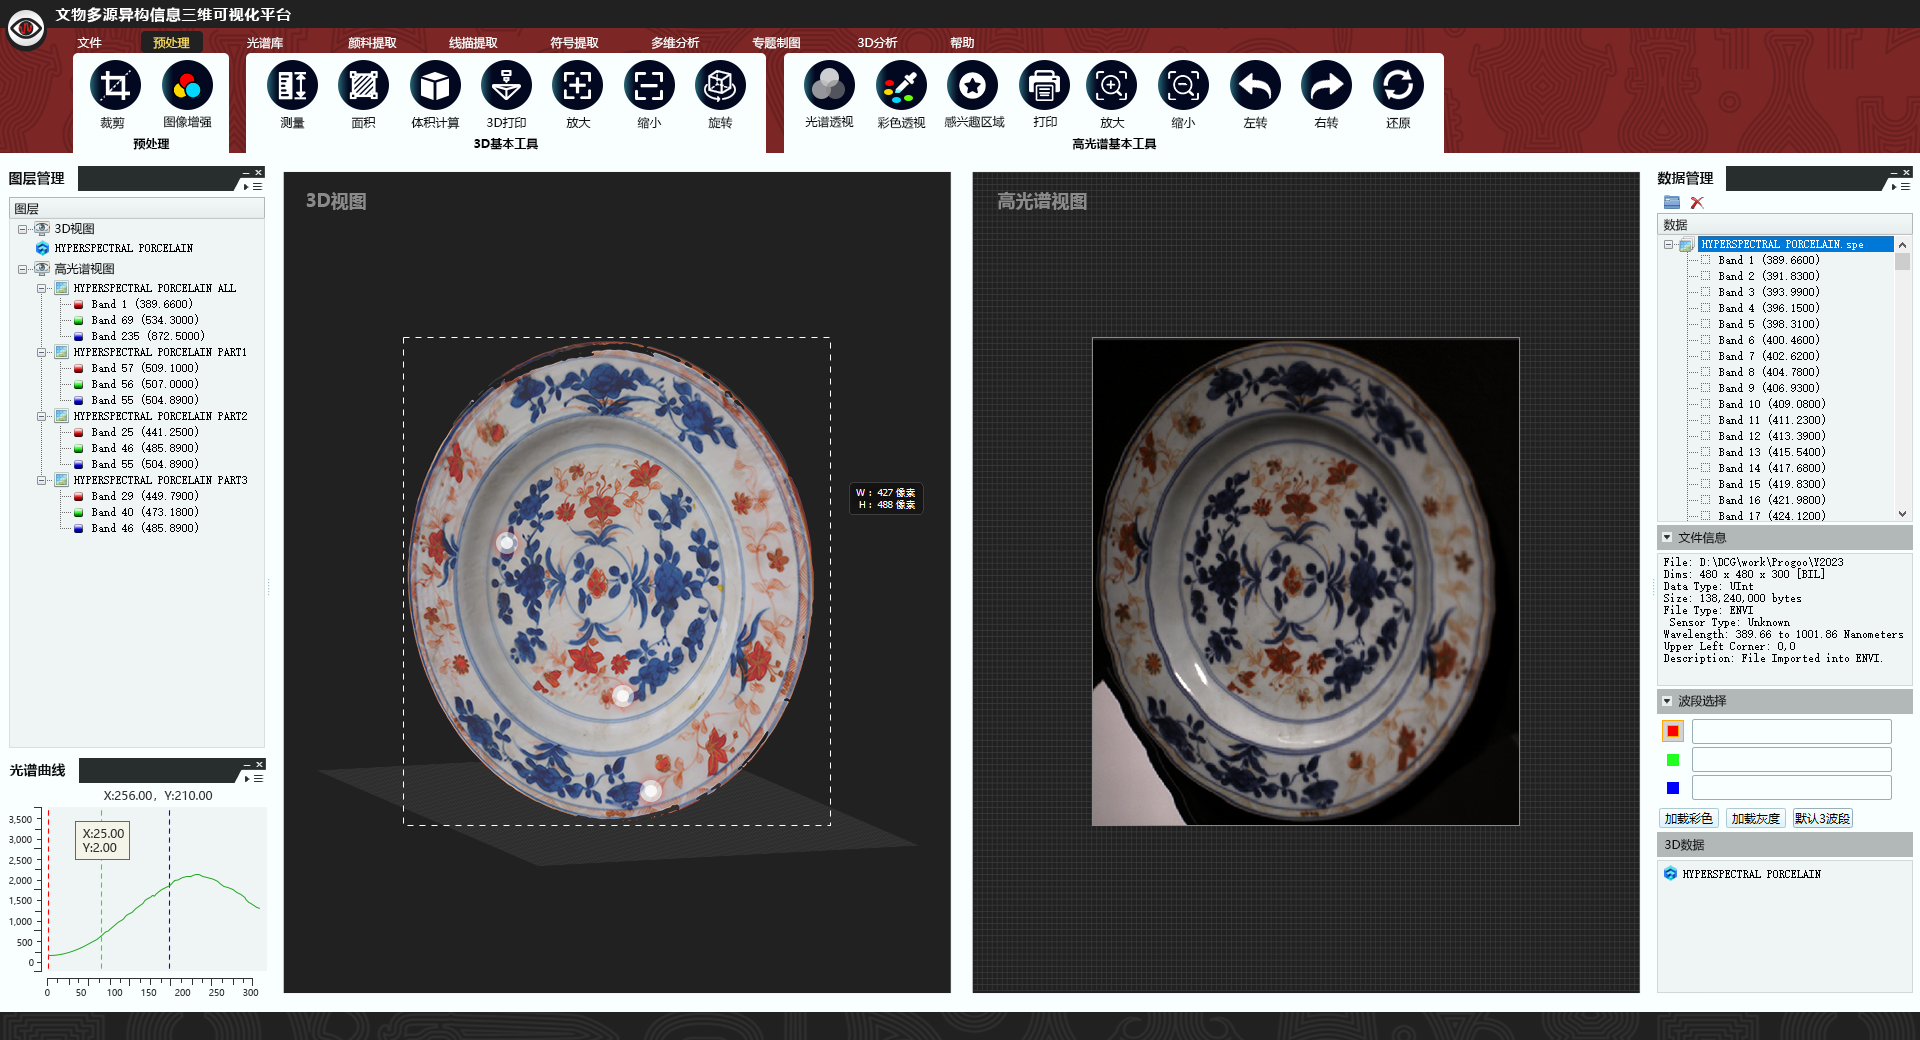 文物多源异构信息三维可视化平台
文件 预处理 光谱库 颜料提取 线描提取 符号提取 多维分析 专题制图 3D分析 帮助
裁剪 图像增强 测量 面积 体积计算 3D打印 放大 缩小 旋转 光谱透视 彩色透视 感兴趣区域 打印 放大 缩小 左转 右转 还原
预处理 3D基本工具 高光谱基本工具
图层管理
图层
3D视图
HYPERSPECTRAL PORCELAIN
高光谱视图
HYPERSPECTRAL PORCELAIN ALL
Band 1 (389.6600)
Band 69 (534.3000)
Band 235 (872.5000)
HYPERSPECTRAL PORCELAIN PART1
Band 57 (509.1000)
Band 56 (507.0000)
Band 55 (504.8900)
HYPERSPECTRAL PORCELAIN PART2
Band 25 (441.2500)
Band 46 (485.8900)
Band 55 (504.8900)
HYPERSPECTRAL PORCELAIN PART3
Band 29 (449.7900)
Band 40 (473.1800)
Band 46 (485.8900)
光谱曲线
X:256.00, Y:210.00
X:25.00
Y:2.00
3,500
3,000
2,500
2,000
1,500
1,000
500
0
0 50 100 150 200 250 300
3D视图
W : 427 像素
H : 488 像素
高光谱视图
数据管理
数据
HYPERSPECTRAL PORCELAIN.spe
Band 1 (389.6600)
Band 2 (391.8300)
Band 3 (393.9900)
Band 4 (396.1500)
Band 5 (398.3100)
Band 6 (400.4600)
Band 7 (402.6200)
Band 8 (404.7800)
Band 9 (406.9300)
Band 10 (409.0800)
Band 11 (411.2300)
Band 12 (413.3900)
Band 13 (415.5400)
Band 14 (417.6800)
Band 15 (419.8300)
Band 16 (421.9800)
Band 17 (424.1200)
文件信息
File: D:\DCG\work\Progoo\Y2023
Dims: 480 x 480 x 300 [BIL]
Data Type: UInt
Size: 138,240,000 bytes
File Type: ENVI
Sensor Type: Unknown
Wavelength: 389.66 to 1001.86 Nanometers
Upper Left Corner: 0,0
Description: File Imported into ENVI.
波段选择
加载彩色 加载灰度 默认3波段
3D数据
HYPERSPECTRAL PORCELAIN